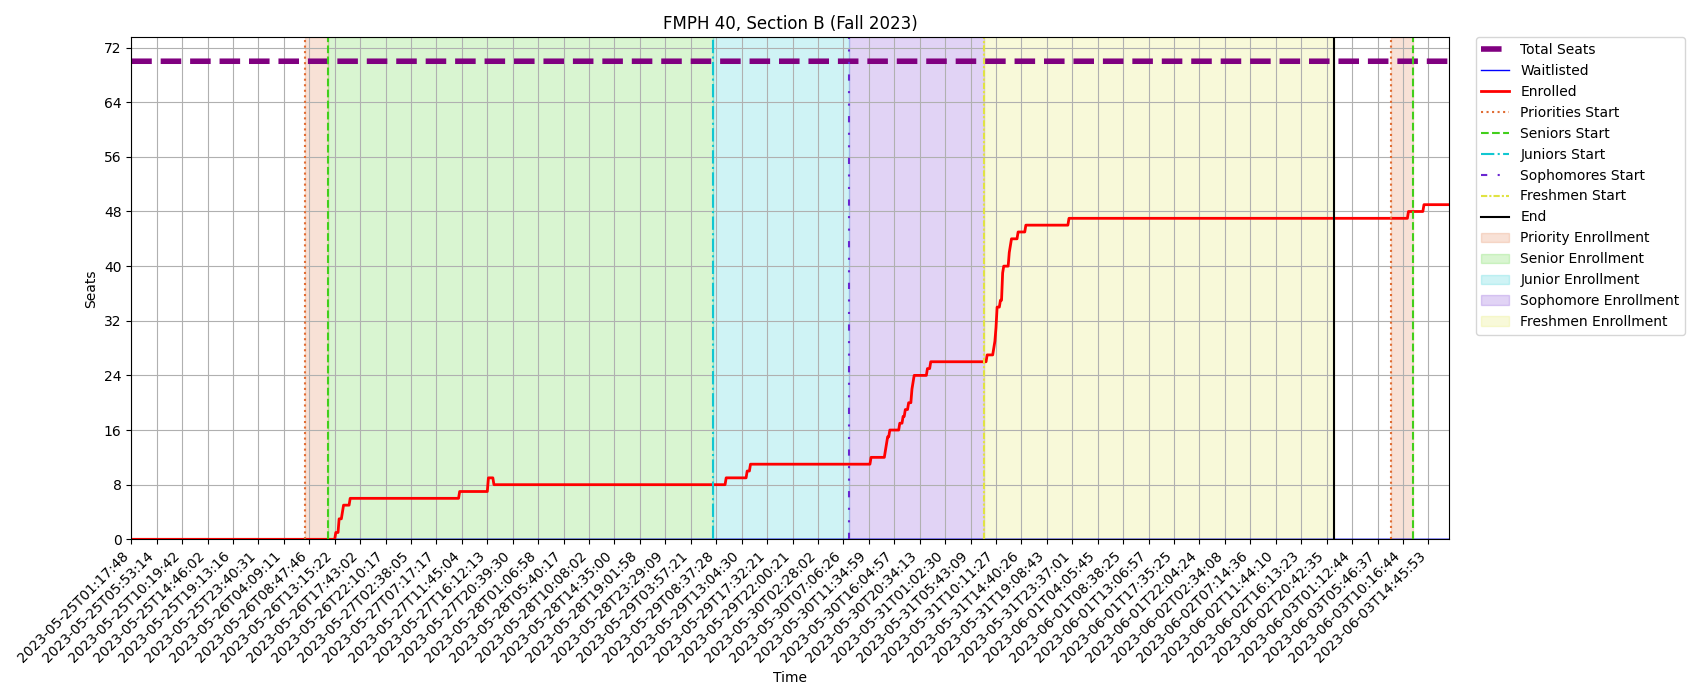 FMPH 40, Section B (Fall 2023)
72
64
56
48
40
32
24
16
8
0
Seats
2023-05-25T01:17:48
2023-05-25T05:53:14
2023-05-25T10:19:42
2023-05-25T14:46:02
2023-05-25T19:13:16
2023-05-25T23:40:31
2023-05-26T04:09:11
2023-05-26T08:47:46
2023-05-26T13:15:22
2023-05-26T17:43:02
2023-05-26T22:10:17
2023-05-27T02:38:05
2023-05-27T07:17:17
2023-05-27T11:45:04
2023-05-27T16:12:13
2023-05-27T20:39:30
2023-05-28T01:06:58
2023-05-28T05:40:17
2023-05-28T10:08:02
2023-05-28T14:35:00
2023-05-28T19:01:58
2023-05-28T23:29:09
2023-05-29T03:57:21
2023-05-29T08:37:28
2023-05-29T13:04:30
2023-05-29T17:32:21
2023-05-29T22:00:21
2023-05-30T02:28:02
2023-05-30T07:06:26
2023-05-30T11:34:59
2023-05-30T16:04:57
2023-05-30T20:34:13
2023-05-31T01:02:30
2023-05-31T05:43:09
2023-05-31T10:11:27
2023-05-31T14:40:26
2023-05-31T19:08:43
2023-05-31T23:37:01
2023-06-01T04:05:45
2023-06-01T08:38:25
2023-06-01T13:06:57
2023-06-01T17:35:25
2023-06-01T22:04:24
2023-06-02T02:34:08
2023-06-02T07:14:36
2023-06-02T11:44:10
2023-06-02T16:13:23
2023-06-02T20:42:35
2023-06-03T01:12:44
2023-06-03T05:46:37
2023-06-03T10:16:44
2023-06-03T14:45:53
Time
Total Seats
Waitlisted
Enrolled
Priorities Start
Seniors Start
Juniors Start
Sophomores Start
Freshmen Start
End
Priority Enrollment
Senior Enrollment
Junior Enrollment
Sophomore Enrollment
Freshmen Enrollment